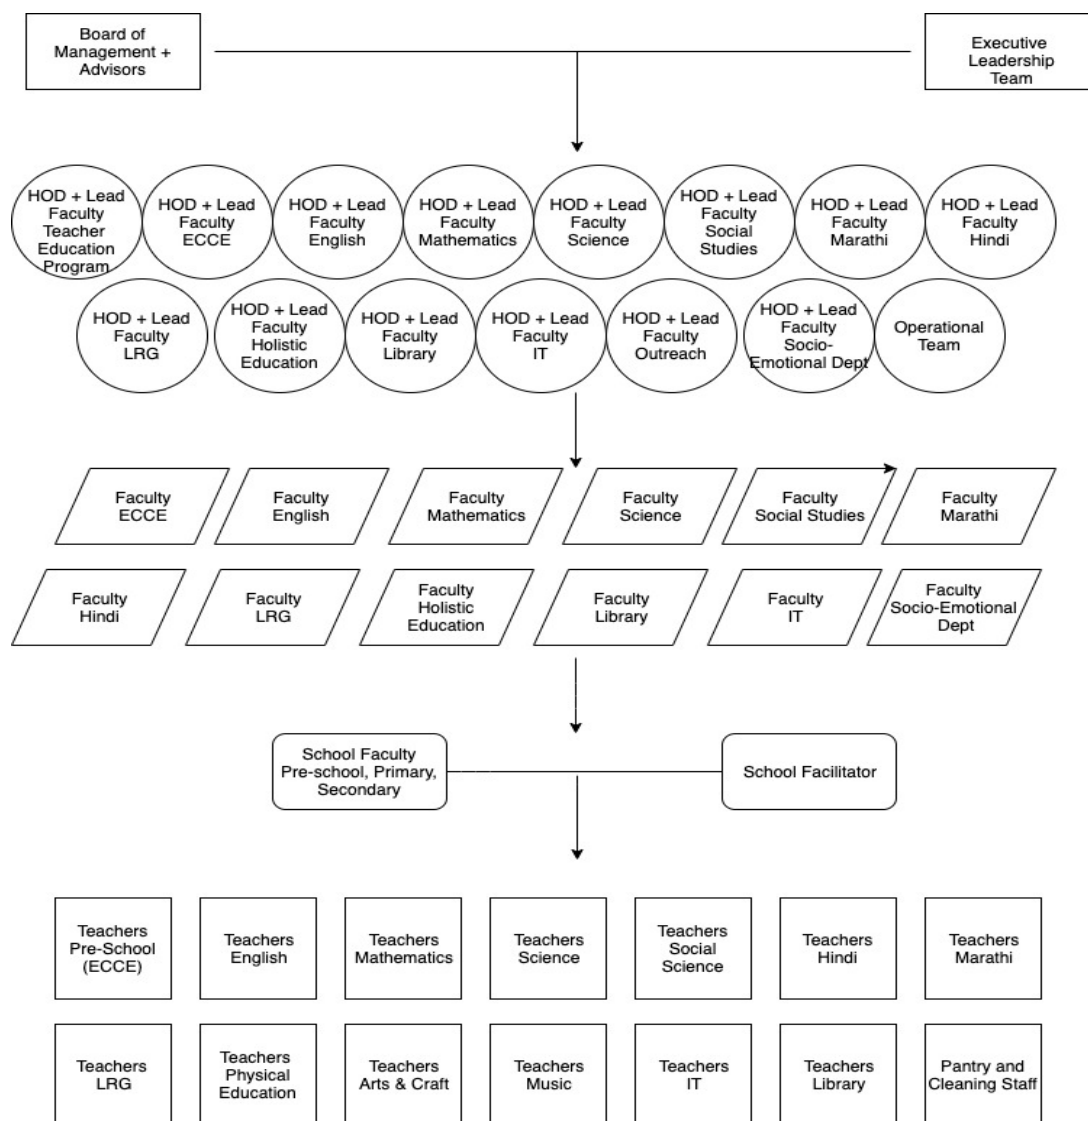 Board of
Management +
Advisors
Executive
Leadership
Team
HOD + Lead
Faculty
Teacher
Education
Program
HOD + Lead
Faculty
ECCE
HOD + Lead
Faculty
English
HOD + Lead
Faculty
Mathematics
HOD + Lead
Faculty
Science
HOD + Lead
Faculty
Social
Studies
HOD + Lead
Faculty
Marathi
HOD + Lead
Faculty
Hindi
HOD + Lead
Faculty
LRG
HOD + Lead
Faculty
Holistic
Education
HOD + Lead
Faculty
Library
HOD + Lead
Faculty
IT
HOD + Lead
Faculty
Outreach
HOD + Lead
Faculty
Socio-
Emotional Dept
Operational
Team
Faculty
ECCE
Faculty
English
Faculty
Mathematics
Faculty
Science
Faculty
Social Studies
Faculty
Marathi
Faculty
Hindi
Faculty
LRG
Faculty
Holistic
Education
Faculty
Library
Faculty
IT
Faculty
Socio-Emotional
Dept
School Faculty
Pre-school, Primary,
Secondary
School Facilitator
Teachers
Pre-School
(ECCE)
Teachers
English
Teachers
Mathematics
Teachers
Science
Teachers
Social
Science
Teachers
Hindi
Teachers
Marathi
Teachers
LRG
Teachers
Physical
Education
Teachers
Arts & Craft
Teachers
Music
Teachers
IT
Teachers
Library
Pantry and
Cleaning Staff